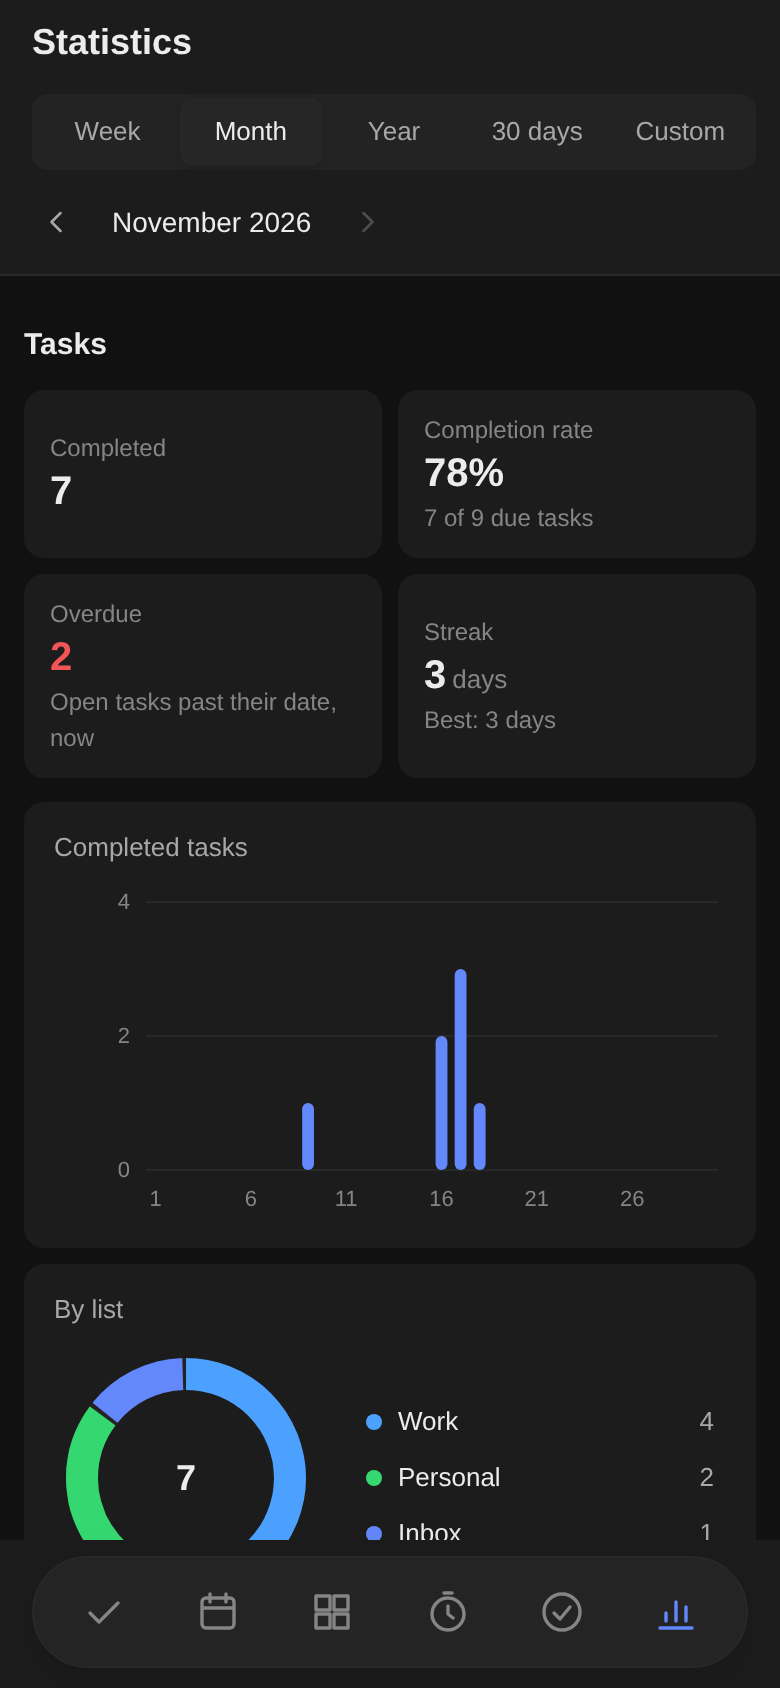 Statistics
Week Month Year 30 days Custom
November 2026
Tasks
Completed
7
Completion rate
78%
7 of 9 due tasks
Overdue
2
Open tasks past their date,
now
Streak
3 days
Best: 3 days
Completed tasks
4
2
0
1 6 11 16 21 26
By list
7
Work 4
Personal 2
Inbox 1